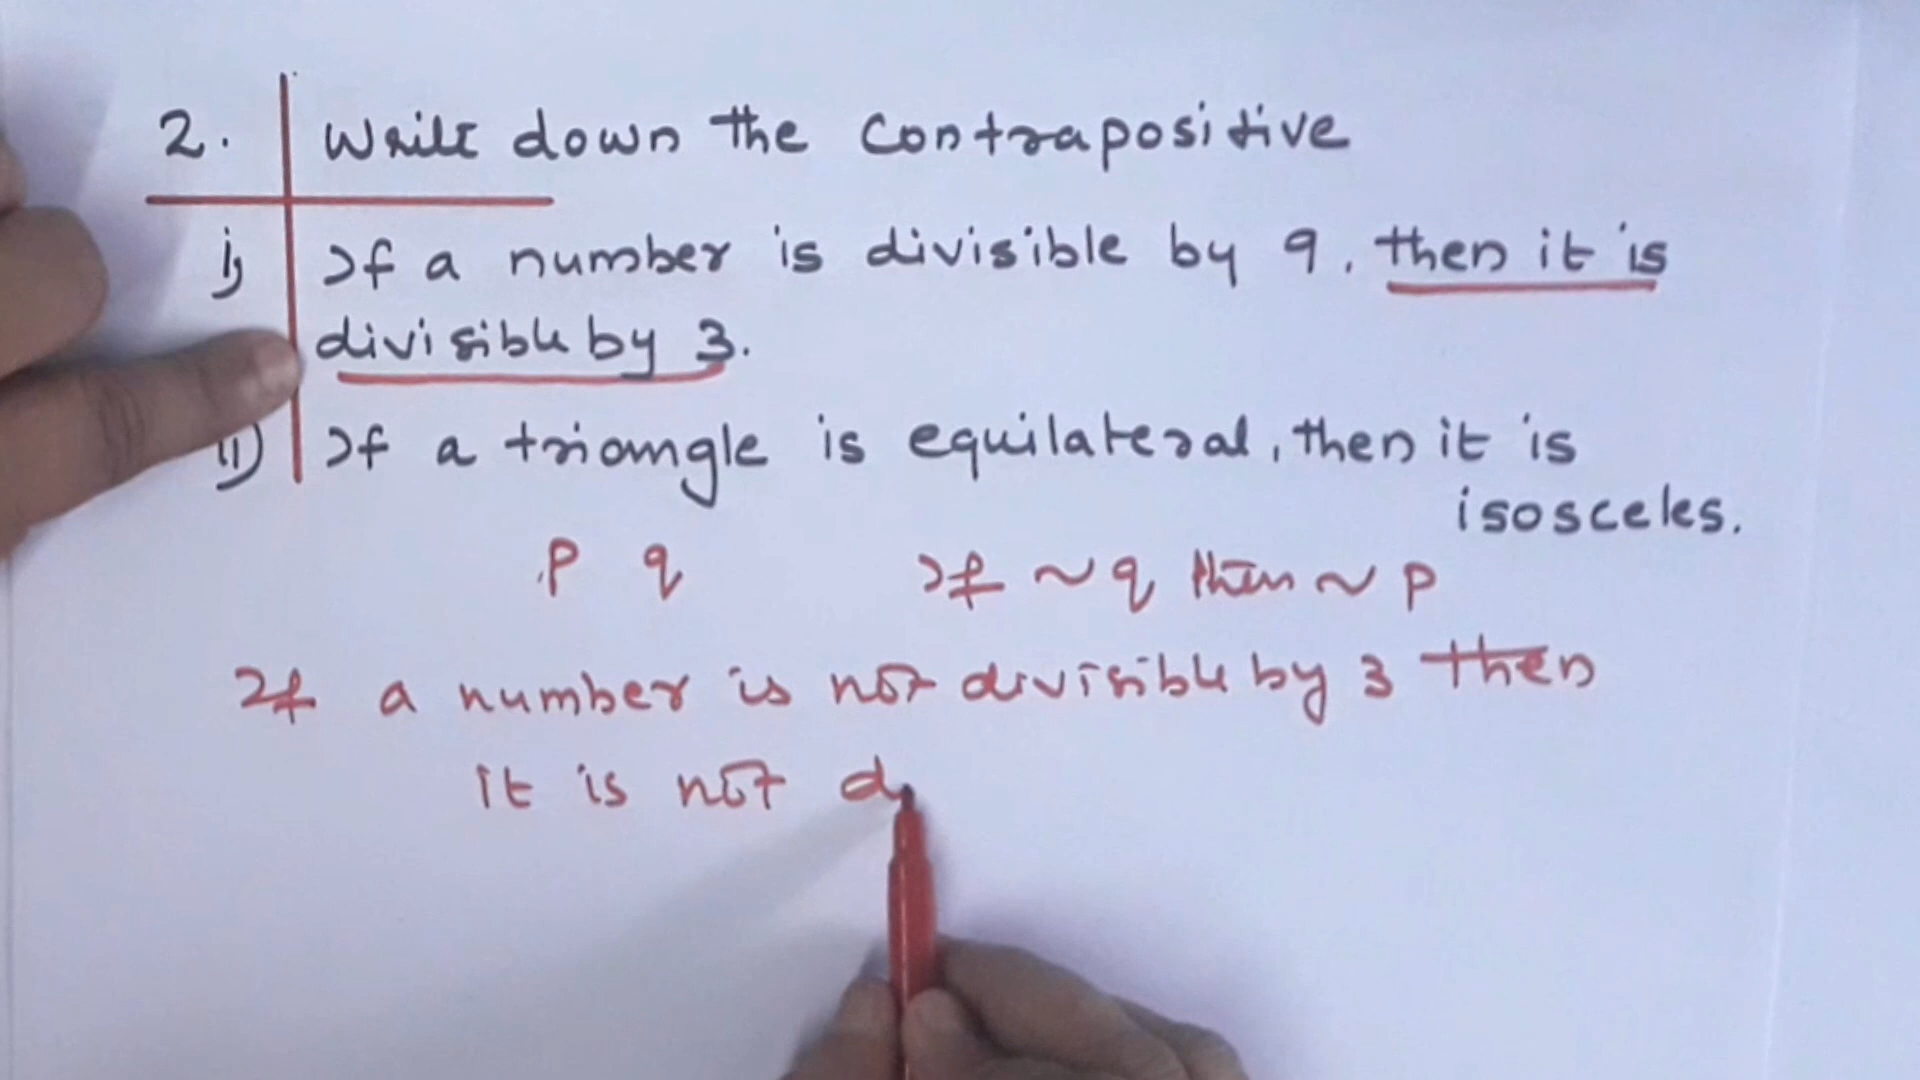 2. Write down the contrapositive
i) If a number is divisible by 9, then it is
divisible by 3.
ii) If a triangle is equilateral, then it is
isosceles.
p q If ~ q then ~ p
If a number is not divisible by 3 then
it is not d